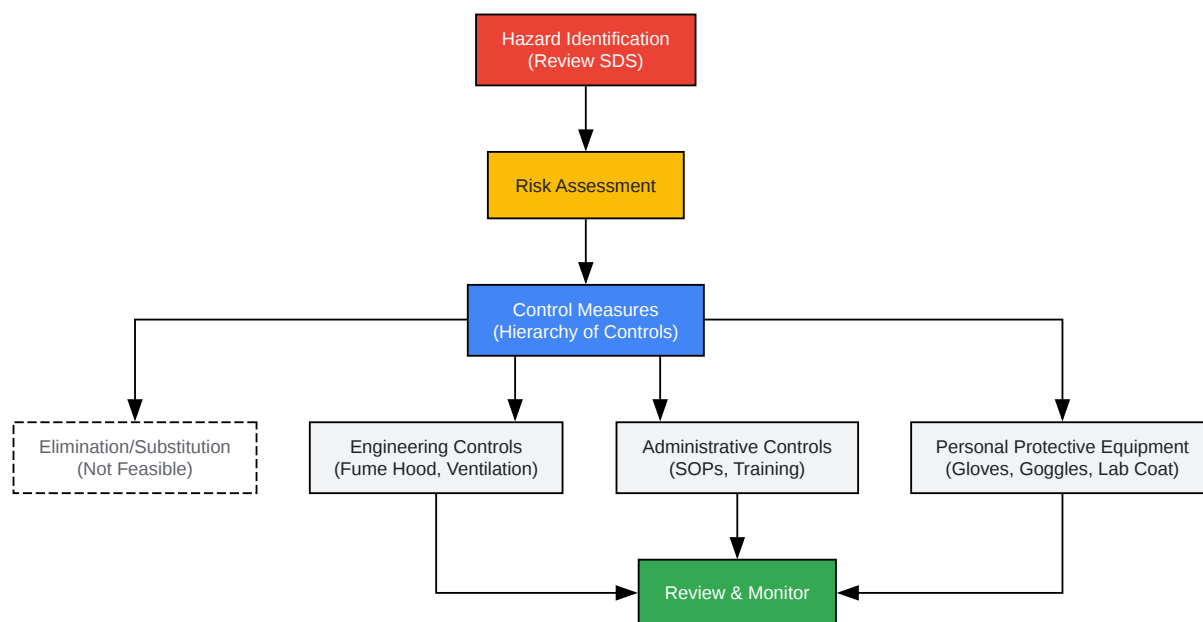 Hazard Identification
(Review SDS)
Risk Assessment
Control Measures
(Hierarchy of Controls)
Elimination/Substitution
(Not Feasible)
Engineering Controls
(Fume Hood, Ventilation)
Administrative Controls
(SOPs, Training)
Personal Protective Equipment
(Gloves, Goggles, Lab Coat)
Review & Monitor